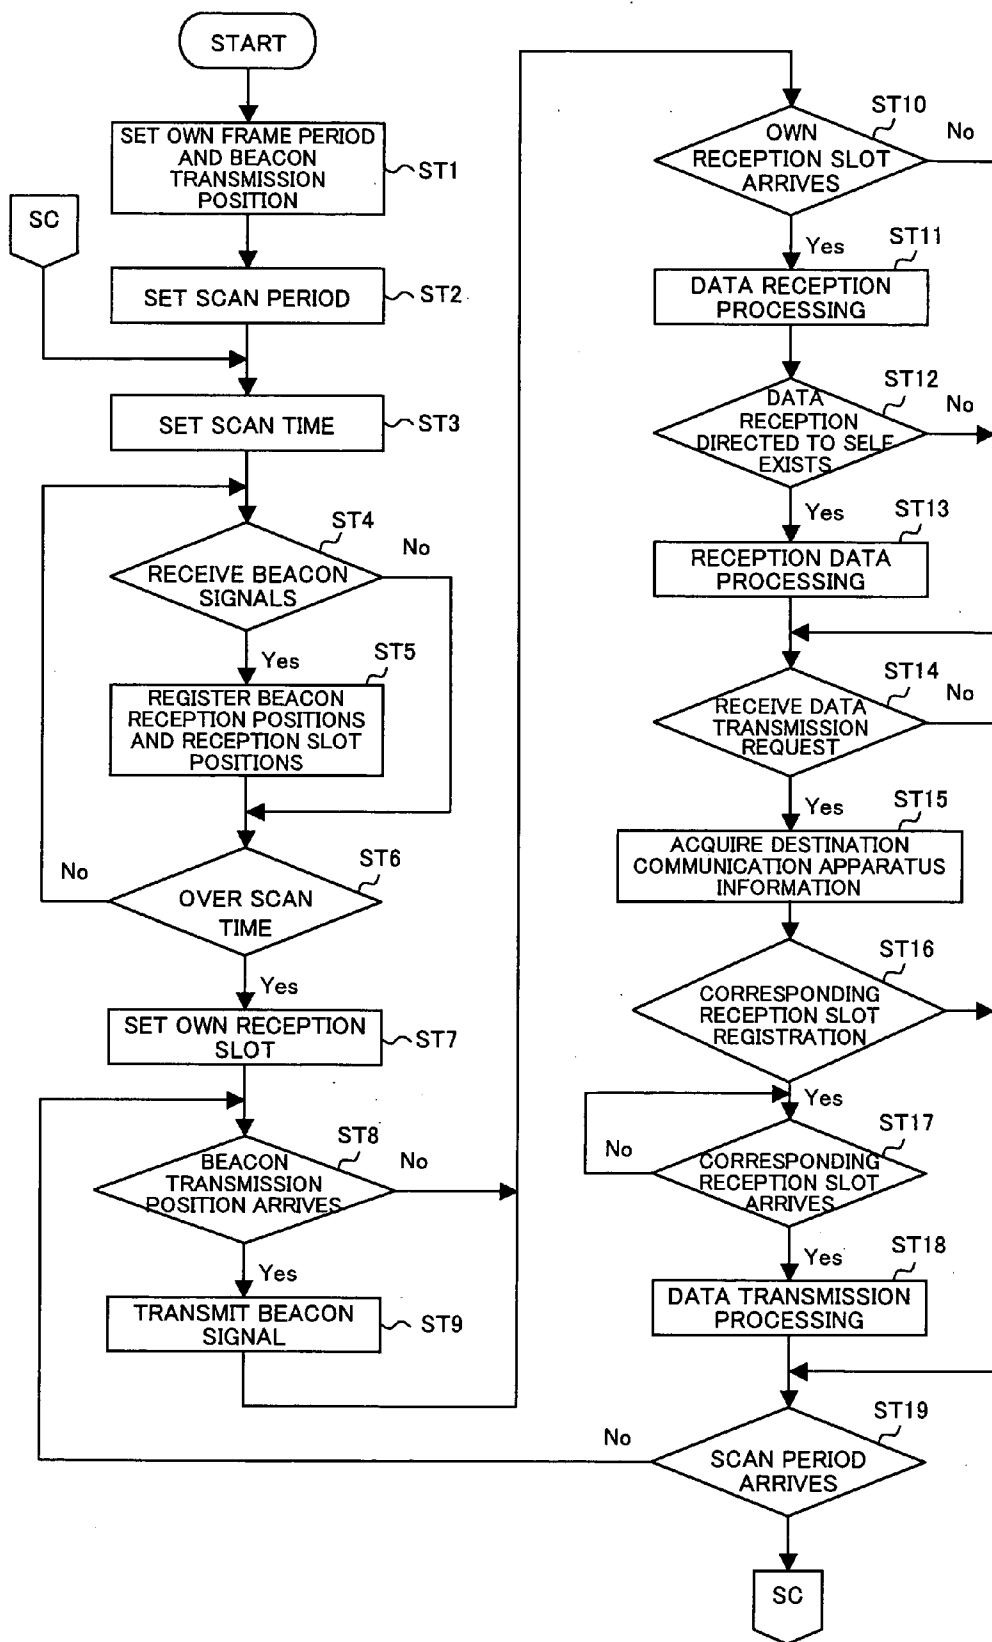 START
SET OWN FRAME PERIOD
AND BEACON
TRANSMISSION
POSITION
ST1
SC
SET SCAN PERIOD
ST2
SET SCAN TIME
ST3
ST4
No
RECEIVE BEACON
SIGNALS
Yes
ST5
REGISTER BEACON
RECEPTION POSITIONS
AND RECEPTION SLOT
POSITIONS
ST6
No
OVER SCAN
TIME
Yes
SET OWN RECEPTION
SLOT
ST7
ST8
No
BEACON
TRANSMISSION
POSITION ARRIVES
Yes
TRANSMIT BEACON
SIGNAL
ST9
ST10
No
OWN
RECEPTION SLOT
ARRIVES
Yes
ST11
DATA RECEPTION
PROCESSING
ST12
No
DATA
RECEPTION
DIRECTED TO SELF
EXISTS
Yes
ST13
RECEPTION DATA
PROCESSING
ST14
No
RECEIVE DATA
TRANSMISSION
REQUEST
Yes
ST15
ACQUIRE DESTINATION
COMMUNICATION APPARATUS
INFORMATION
ST16
CORRESPONDING
RECEPTION SLOT
REGISTRATION
Yes
ST17
No
CORRESPONDING
RECEPTION SLOT
ARRIVES
Yes
ST18
DATA TRANSMISSION
PROCESSING
ST19
No
SCAN PERIOD
ARRIVES
SC